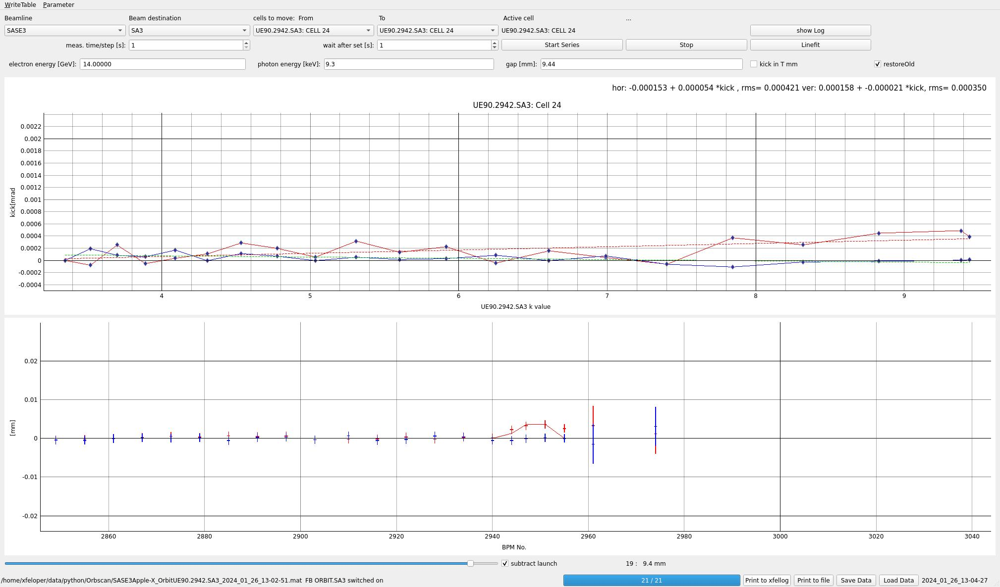 WriteTable Parameter
Beamline Beam destination cells to move: From To Active cell ...
SASE3 SA3 UE90.2942.SA3: CELL 24 UE90.2942.SA3: CELL 24 UE90.2942.SA3: CELL 24 show Log
meas. time/step [s]: 1 wait after set [s]: 1 Start Series Stop Linefit
electron energy [GeV]: 14.00000 photon energy [keV]: 9.3 gap [mm]: 9.44 kick in T mm restoreOld
hor: -0.000153 + 0.000054 *kick , rms= 0.000421 ver: 0.000158 + -0.000021 *kick, rms= 0.000350
UE90.2942.SA3: Cell 24
0.0022
0.002
0.0018
0.0016
0.0014
0.0012
0.001
0.0008
0.0006
0.0004
0.0002
0
-0.0002
-0.0004
kick[mrad
4 5 6 7 8 9
UE90.2942.SA3 k value
0.02
0.01
0
-0.01
-0.02
[mm]
2860 2880 2900 2920 2940 2960 2980 3000 3020 3040
BPM No.
subtract launch 19 : 9.4 mm
/home/xfeloper/data/python/Orbscan/SASE3Apple-X_OrbitUE90.2942.SA3_2024_01_26_13-02-51.mat FB ORBIT.SA3 switched on 21 / 21 Print to xfellog Print to file Save Data Load Data 2024_01_26_13-04-27